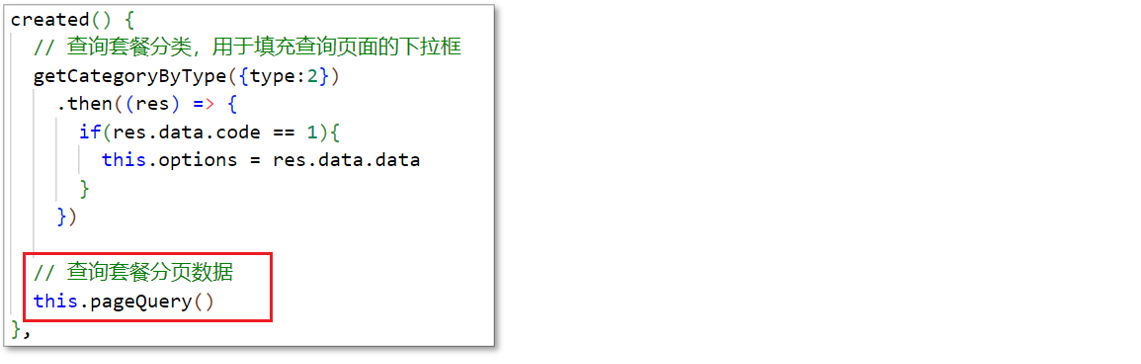 created() {
// 查询套餐分类，用于填充查询页面的下拉框
getCategoryByType({type:2})
.then((res) => {
if(res.data.code == 1){
this.options = res.data.data
}
})
// 查询套餐分页数据
this.pageQuery()
},